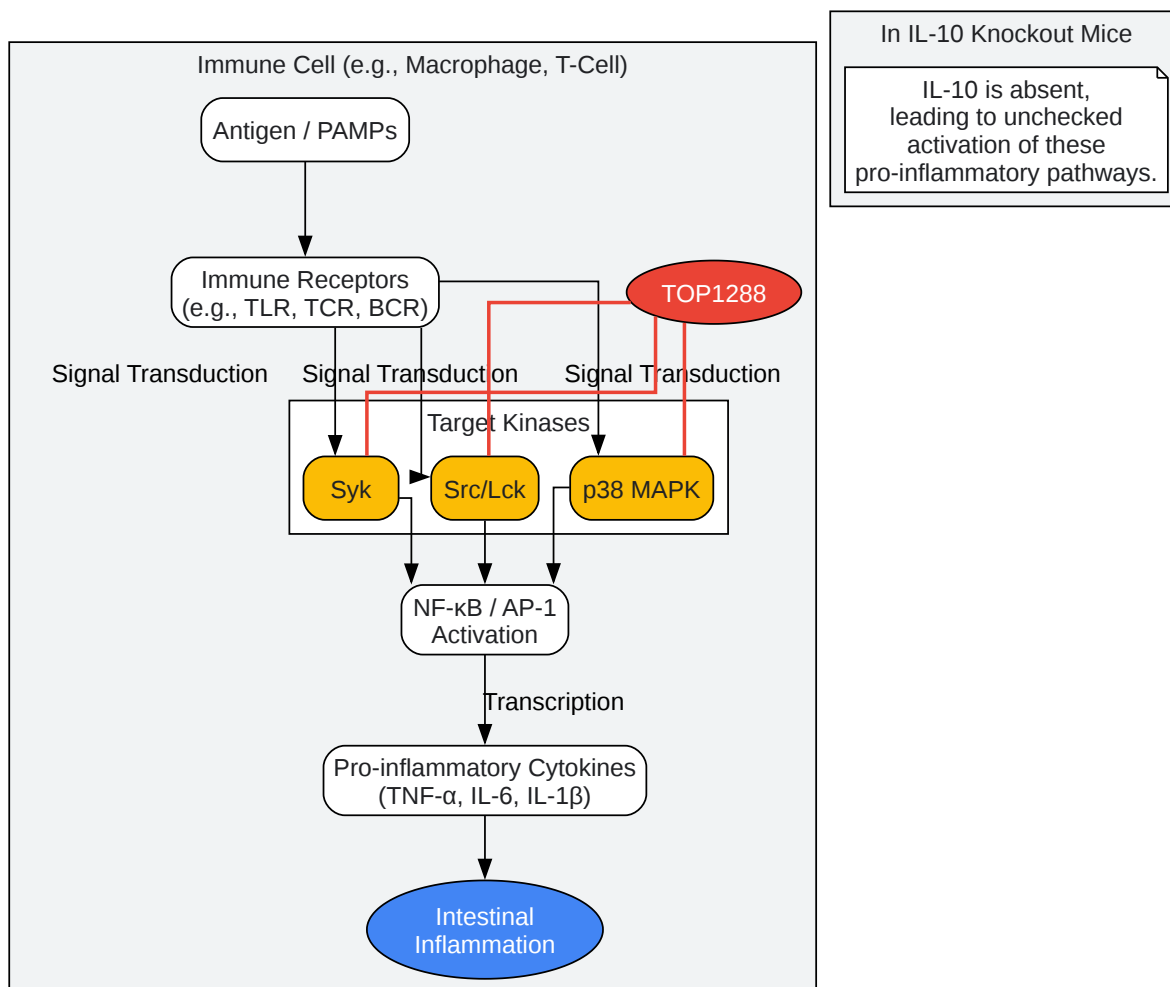 In IL-10 Knockout Mice
IL-10 is absent,
leading to unchecked
activation of these
pro-inflammatory pathways.
Immune Cell (e.g., Macrophage, T-Cell)
Antigen / PAMPs
Immune Receptors
(e.g., TLR, TCR, BCR)
TOP1288
Signal Transduction
Signal Transduction
Signal Transduction
Target Kinases
Syk
Src/Lck
p38 MAPK
NF-κB / AP-1
Activation
Transcription
Pro-inflammatory Cytokines
(TNF-α, IL-6, IL-1β)
Intestinal
Inflammation